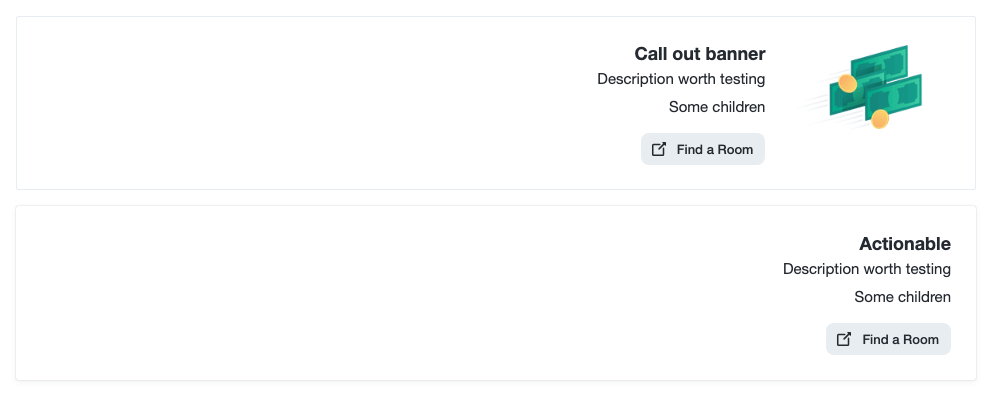 Call out banner
Description worth testing
Some children
Find a Room
Actionable
Description worth testing
Some children
Find a Room